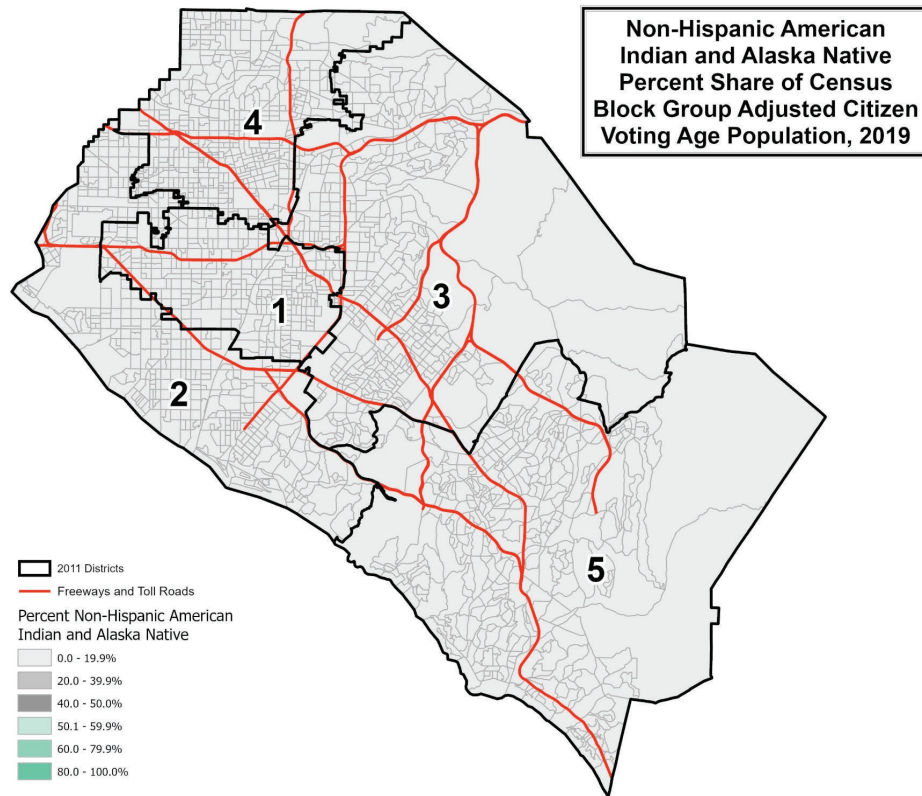 Non-Hispanic American
Indian and Alaska Native
Percent Share of Census
Block Group Adjusted Citizen
Voting Age Population, 2019
4
3
1
2
5
2011 Districts
Freeways and Toll Roads
Percent Non-Hispanic American
Indian and Alaska Native
0.0 - 19.9%
20.0 - 39.9%
40.0 - 50.0%
50.1 - 59.9%
60.0 - 79.9%
80.0 - 100.0%